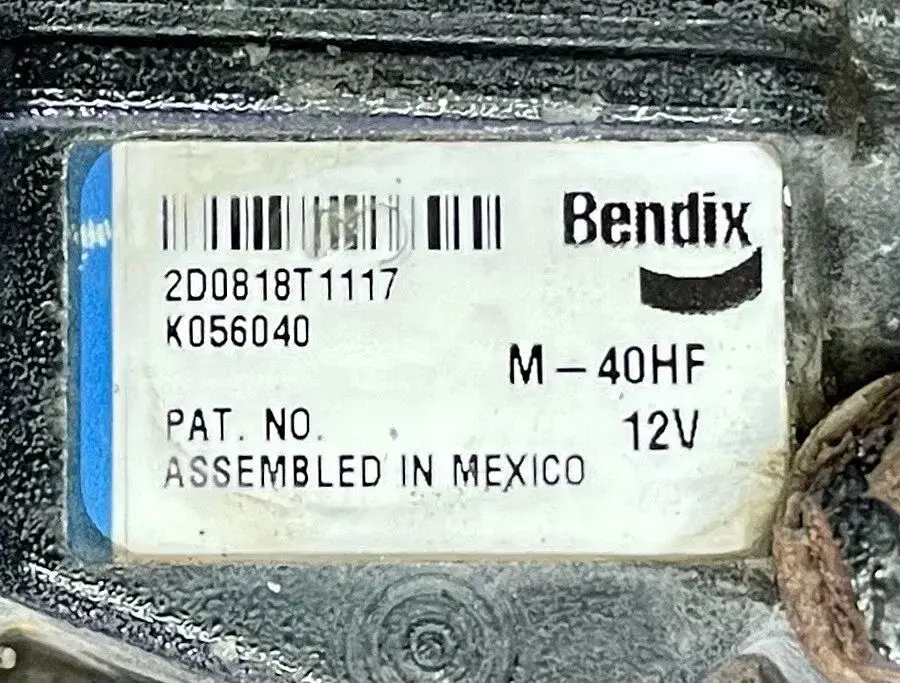 Bendix
2D0818T1117
K056040
M-40HF
PAT. NO.
12V
ASSEMBLED IN MEXICO